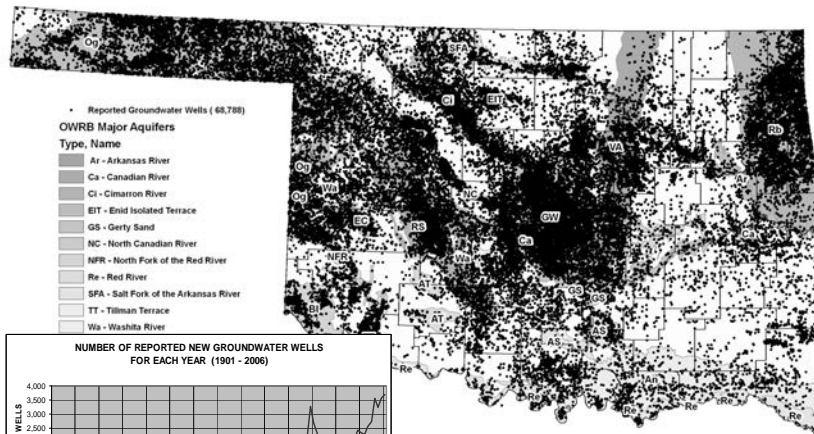 Og
SFA
Ci
EIT
Ar
VA
Rb
• Reported Groundwater Wells ( 68,788)
OWRB Major Aquifers
Type, Name
Ar - Arkansas River
Ca - Canadian River
Ci - Cimarron River
EIT - Enid Isolated Terrace
GS - Gerty Sand
NC - North Canadian River
NFR - North Fork of the Red River
Re - Red River
SFA - Salt Fork of the Arkansas River
TT - Tillman Terrace
Wa - Washita River
Og
Wa
Og
EC
RS
NC
GW
Ca
Ca
NFR
Wa
AT
GS
GS
BI
AT
AS
AS
An
Re
Re
Re
Re
Re
Re
NUMBER OF REPORTED NEW GROUNDWATER WELLS
FOR EACH YEAR (1901 - 2006)
4,000
3,500
3,000
2,500
WELLS